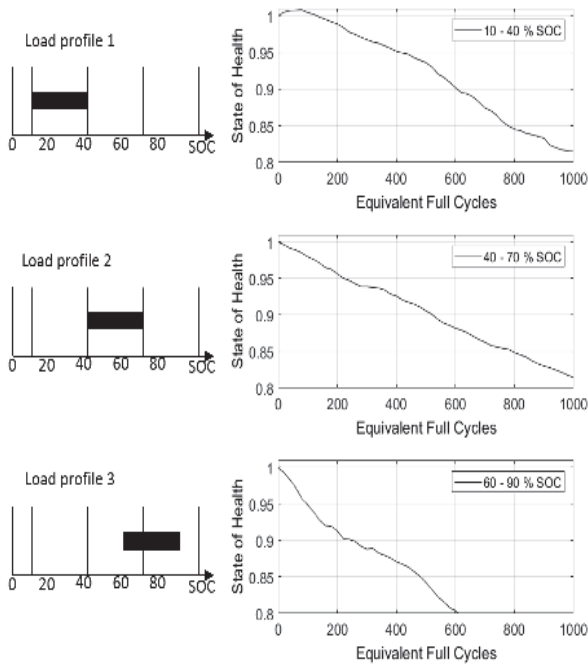 Load profile 1
0 20 40 60 80 SOC
1
0.95
0.9
0.85
0.8
State of Health
10 - 40 % SOC
0 200 400 600 800 1000
Equivalent Full Cycles
Load profile 2
0 20 40 60 80 SOC
1
0.95
0.9
0.85
0.8
State of Health
40 - 70 % SOC
0 200 400 600 800 1000
Equivalent Full Cycles
Load profile 3
0 20 40 60 80 SOC
1
0.95
0.9
0.85
0.8
State of Health
60 - 90 % SOC
0 200 400 600 800 1000
Equivalent Full Cycles